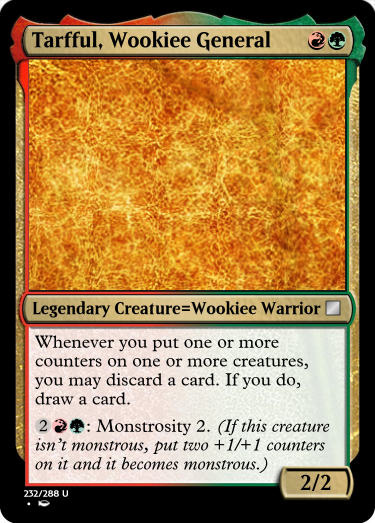 Tarfful, Wookiee General
Legendary Creature=Wookiee Warrior
Whenever you put one or more
counters on one or more creatures,
you may discard a card. If you do,
draw a card.
2: Monstrosity 2. (If this creature
isn't monstrous, put two +1/+1 counters
on it and it becomes monstrous.)
2/2
232/288 U